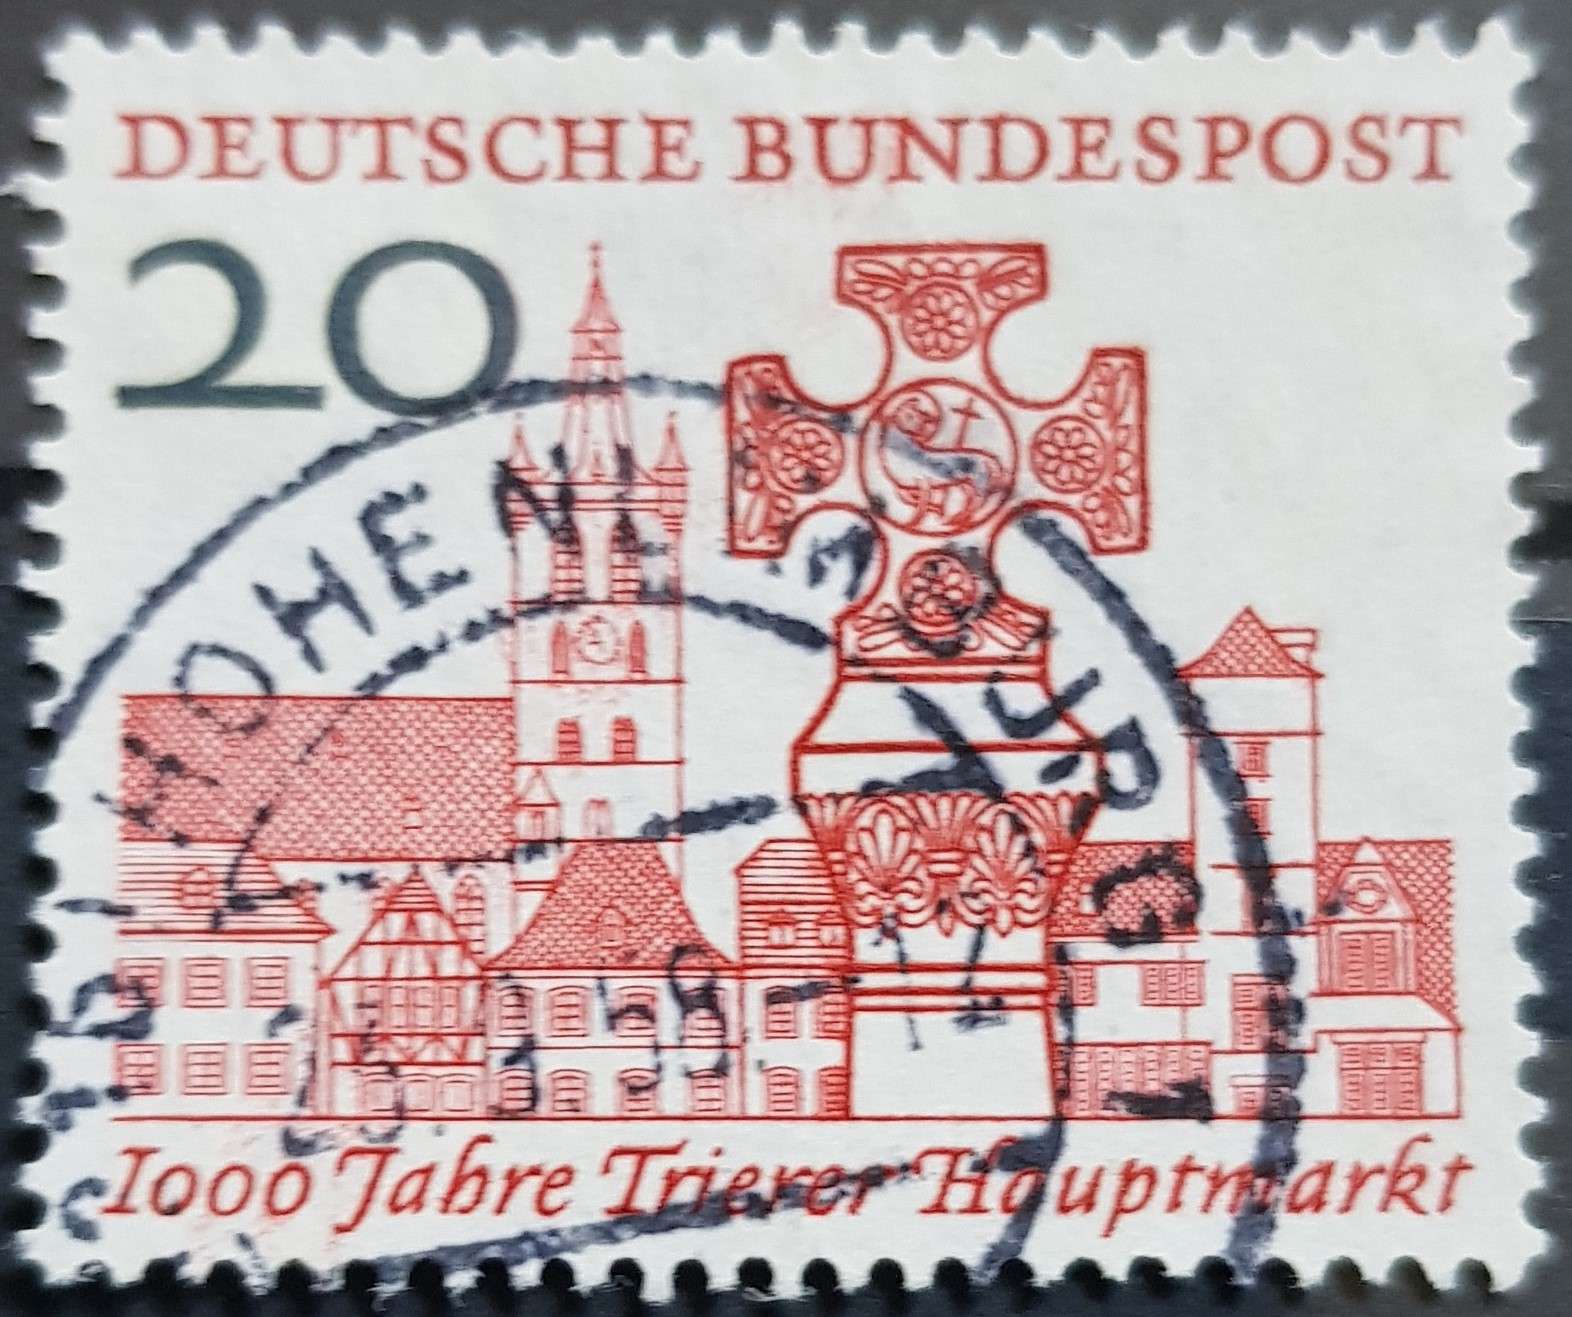 DEUTSCHE BUNDESPOST
20
1000 Jahre Trierer Hauptmarkt